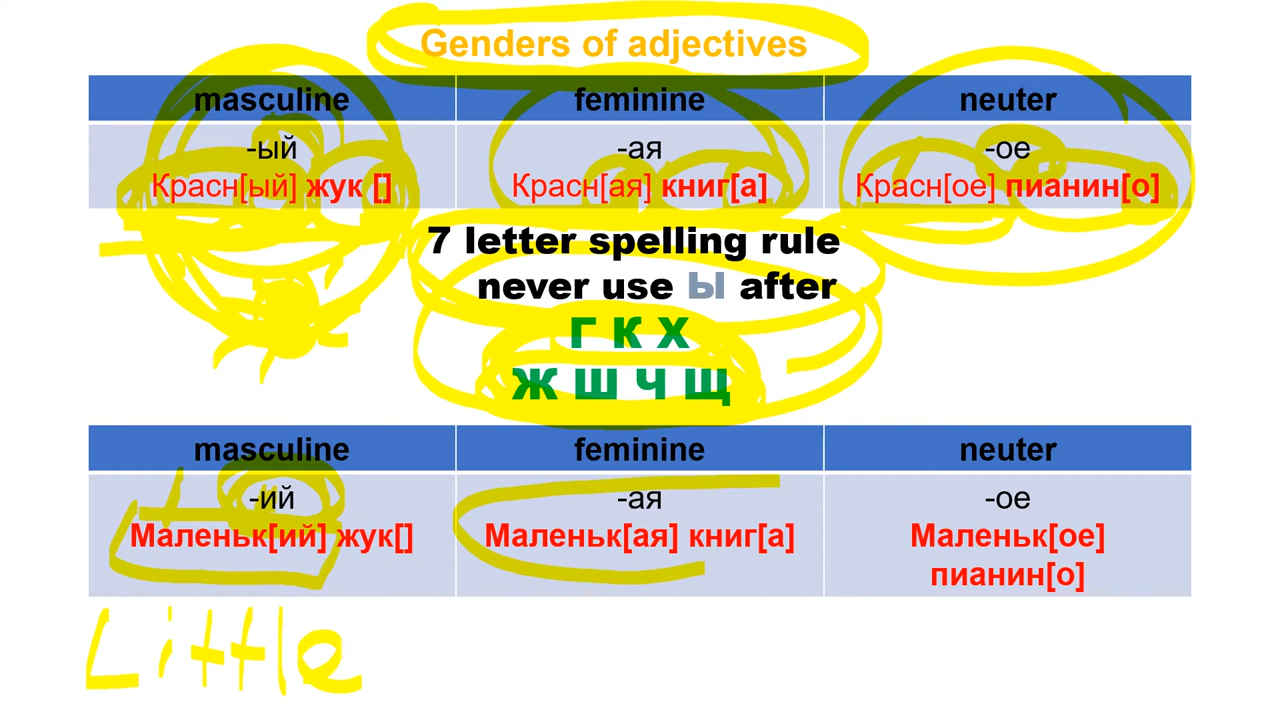 Genders of adjectives
masculine feminine neuter
-ый -ая -ое
Красн[ый] жук [] Красн[ая] книг[а] Красн[ое] пианин[о]
7 letter spelling rule
never use ы after
Г К Х
Ж Ш Ч Щ
masculine feminine neuter
-ий -ая -ое
Маленьк[ий] жук[] Маленьк[ая] книг[а] Маленьк[ое]
пианин[о]
Little